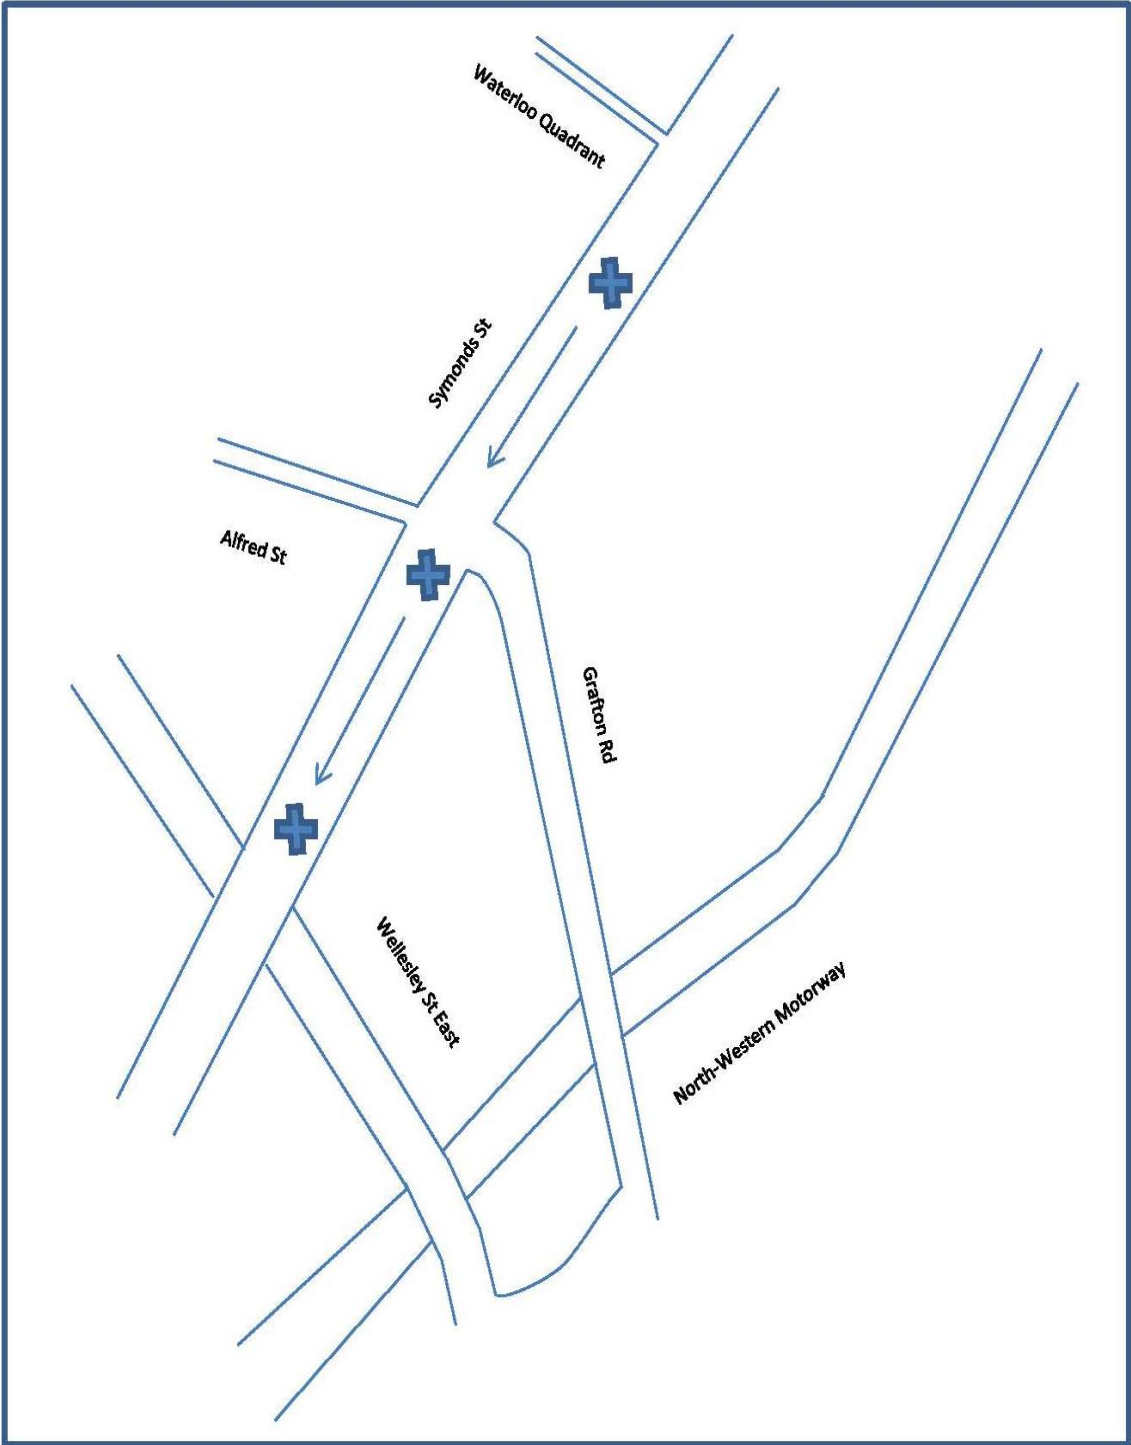 Waterloo Quadrant
Symonds St
Alfred St
Grafton Rd
Wellesley St East
North-Western Motorway